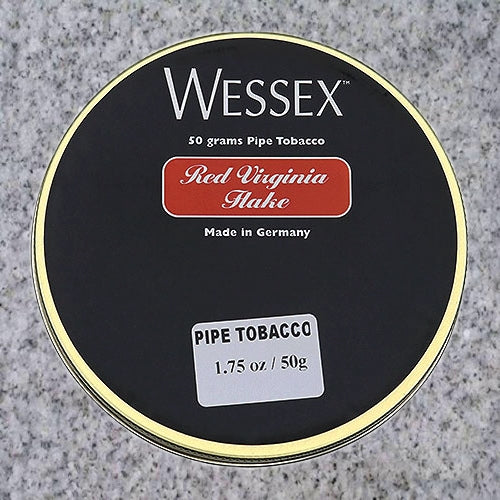 WESSEX™
50 grams Pipe Tobacco
Red Virginia
Flake
Made in Germany
PIPE TOBACCO
1.75 oz / 50g